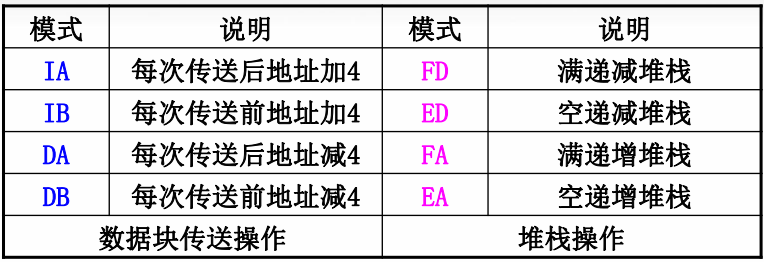 模式 说明 模式 说明
IA 每次传送后地址加4 FD 满递减堆栈
IB 每次传送前地址加4 ED 空递减堆栈
DA 每次传送后地址减4 FA 满递增堆栈
DB 每次传送前地址减4 EA 空递增堆栈
数据块传送操作 堆栈操作